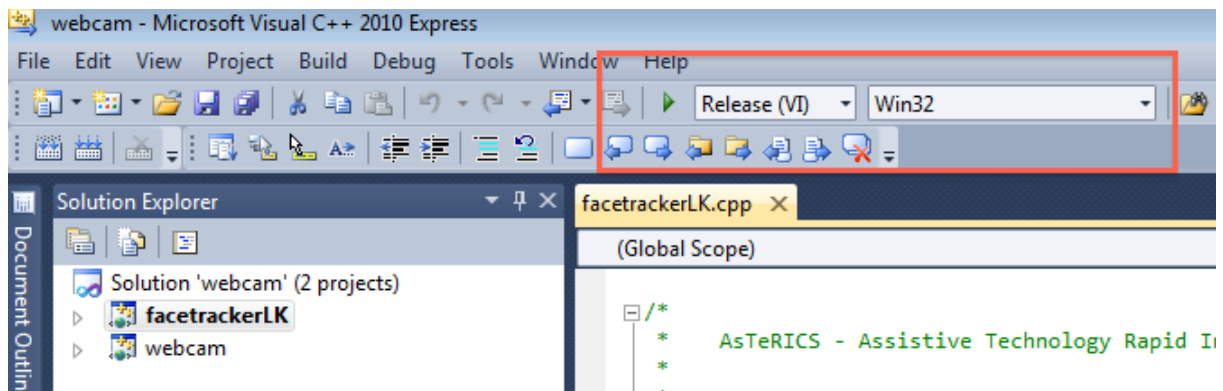 webcam - Microsoft Visual C++ 2010 Express
File Edit View Project Build Debug Tools Window Help
Release (VI) Win32
Solution Explorer
facetrackerLK.cpp
(Global Scope)
Document Outlin
Solution 'webcam' (2 projects)
facetrackerLK
webcam
/*
* AsTeRICS - Assistive Technology Rapid I
*